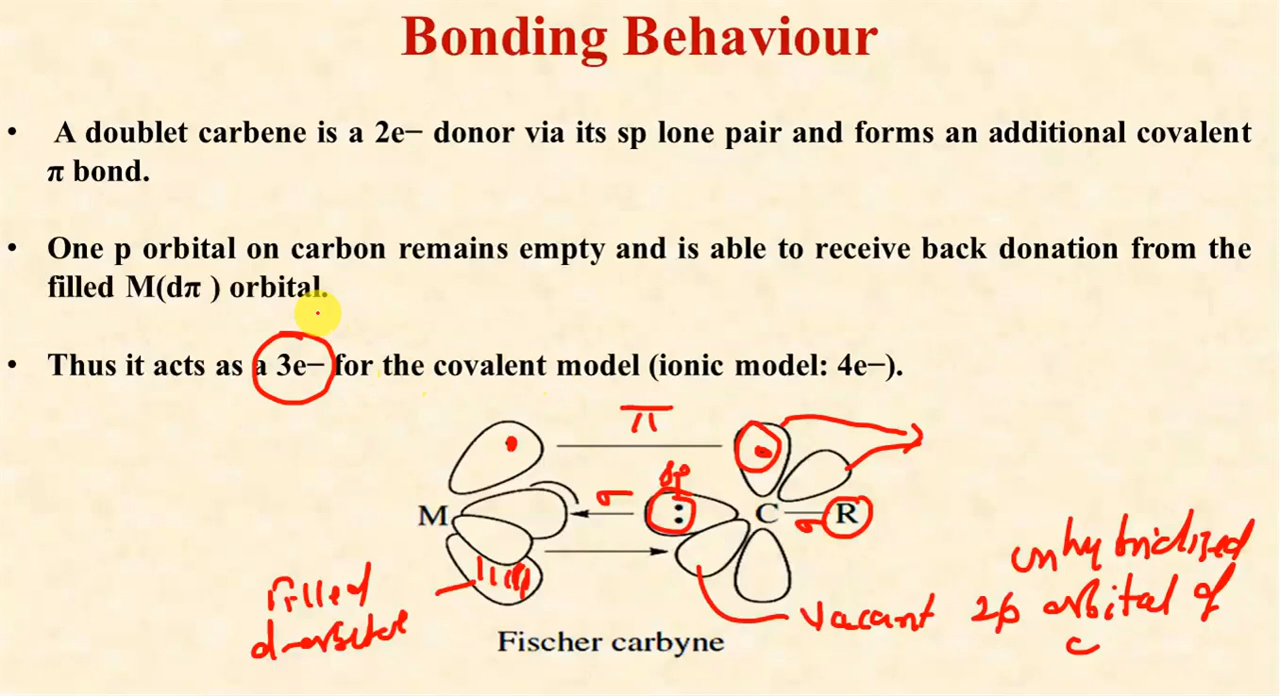 Bonding Behaviour
• A doublet carbene is a 2e− donor via its sp lone pair and forms an additional covalent
π bond.
• One p orbital on carbon remains empty and is able to receive back donation from the
filled M(dπ ) orbital.
• Thus it acts as a 3e− for the covalent model (ionic model: 4e−).
π
sp
M σ : C σ R
unhybridized
filled
vacant 2p orbital of
d-orbital
C
Fischer carbyne